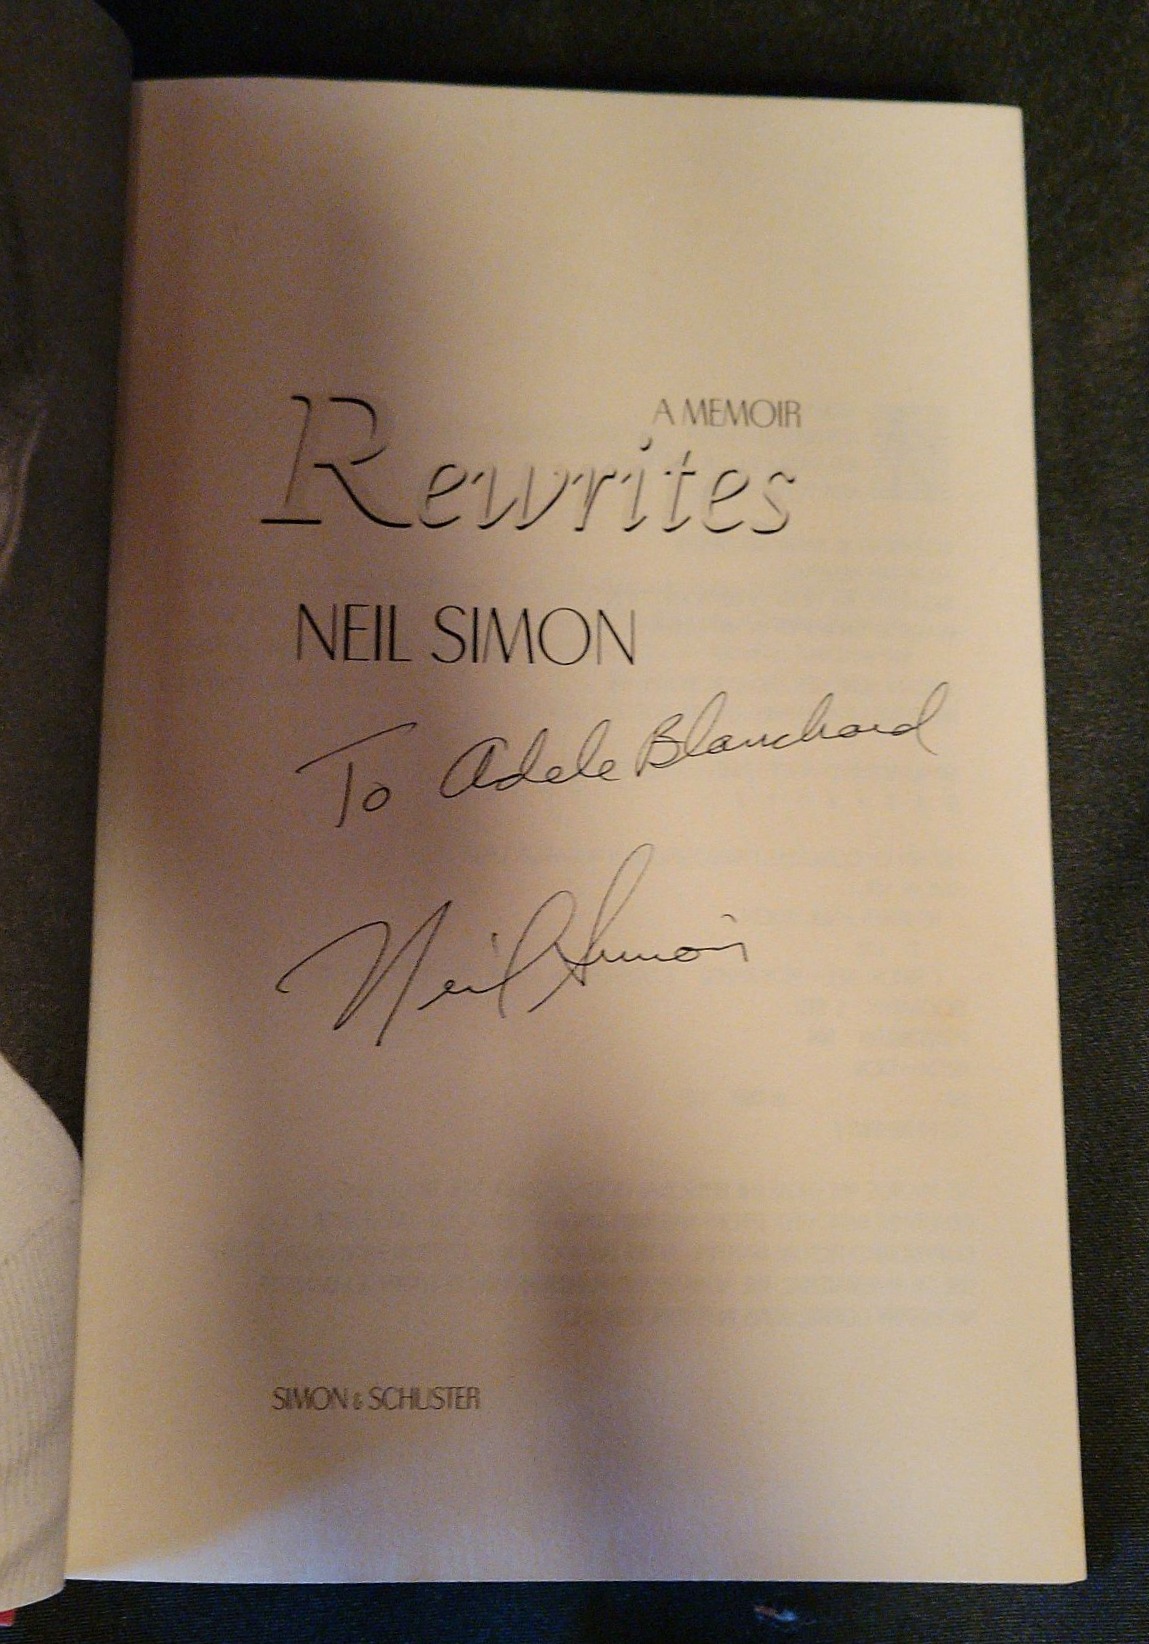 A MEMOIR
Rewrites
NEIL SIMON
To Adele Blanchard
Neil Simon
SIMON & SCHUSTER